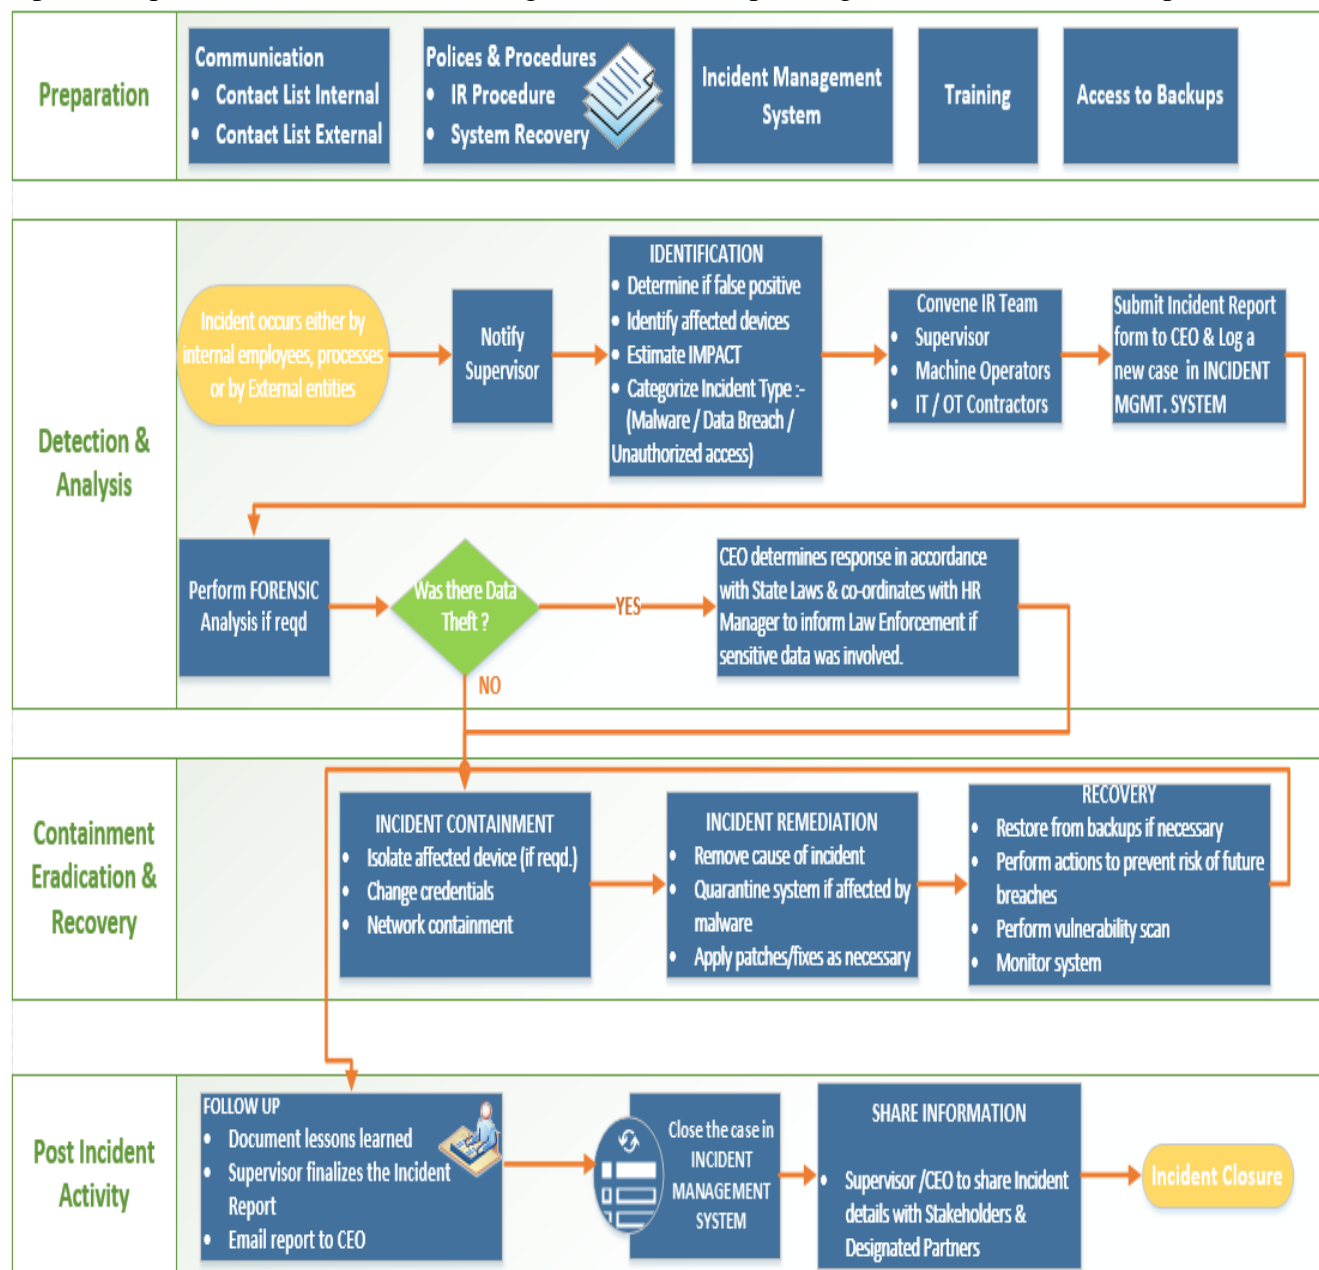 Preparation
Communication
• Contact List Internal
• Contact List External
Polices & Procedures
• IR Procedure
• System Recovery
Incident Management
System
Training
Access to Backups
Detection &
Analysis
Incident occurs either by
internal employees, processes
or by External entities
Notify
Supervisor
IDENTIFICATION
• Determine if false positive
• Identify affected devices
• Estimate IMPACT
• Categorize Incident Type :-
(Malware / Data Breach /
Unauthorized access)
Convene IR Team
• Supervisor
• Machine Operators
• IT / OT Contractors
Submit Incident Report
form to CEO & Log a
new case in INCIDENT
MGMT. SYSTEM
Perform FORENSIC
Analysis if reqd
Was there Data
Theft ?
YES
NO
CEO determines response in accordance
with State Laws & co-ordinates with HR
Manager to inform Law Enforcement if
sensitive data was involved.
Containment
Eradication &
Recovery
INCIDENT CONTAINMENT
• Isolate affected device (if reqd.)
• Change credentials
• Network containment
INCIDENT REMEDIATION
• Remove cause of incident
• Quarantine system if affected by
malware
• Apply patches/fixes as necessary
RECOVERY
• Restore from backups if necessary
• Perform actions to prevent risk of future
breaches
• Perform vulnerability scan
• Monitor system
Post Incident
Activity
FOLLOW UP
• Document lessons learned
• Supervisor finalizes the Incident
Report
• Email report to CEO
Close the case in
INCIDENT
MANAGEMENT
SYSTEM
SHARE INFORMATION
• Supervisor /CEO to share Incident
details with Stakeholders &
Designated Partners
Incident Closure